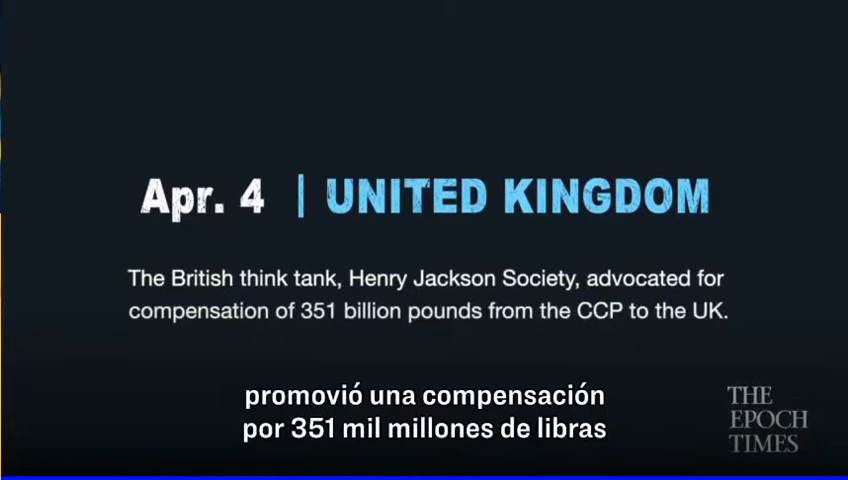 Apr. 4 | UNITED KINGDOM
The British think tank, Henry Jackson Society, advocated for
compensation of 351 billion pounds from the CCP to the UK.
promovió una compensación
por 351 mil millones de libras
THE
EPOCH
TIMES